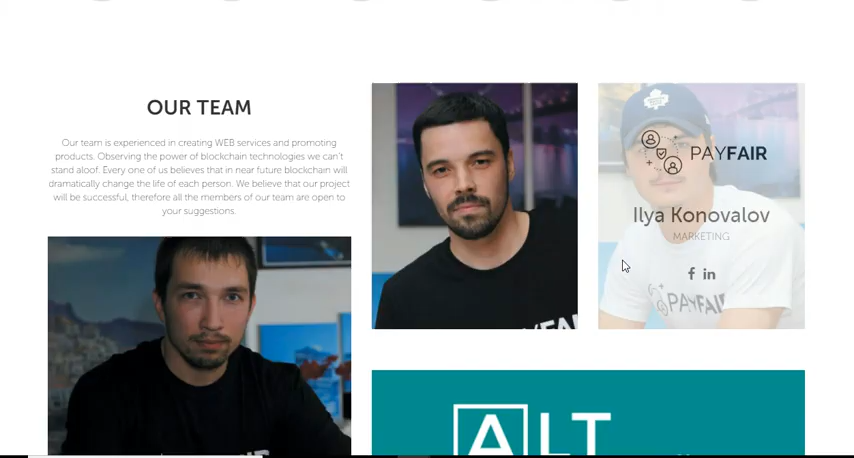 OUR TEAM
Our team is experienced in creating WEB services and promoting
products. Observing the power of blockchain technologies we can't
stand aloof. Every one of us believes that in near future blockchain will
dramatically change the life of each person. We believe that our project
will be successful, therefore all the members of our team are open to
your suggestions.
PAYFAIR
Ilya Konovalov
MARKETING
f in
PAYFAIR
ALT